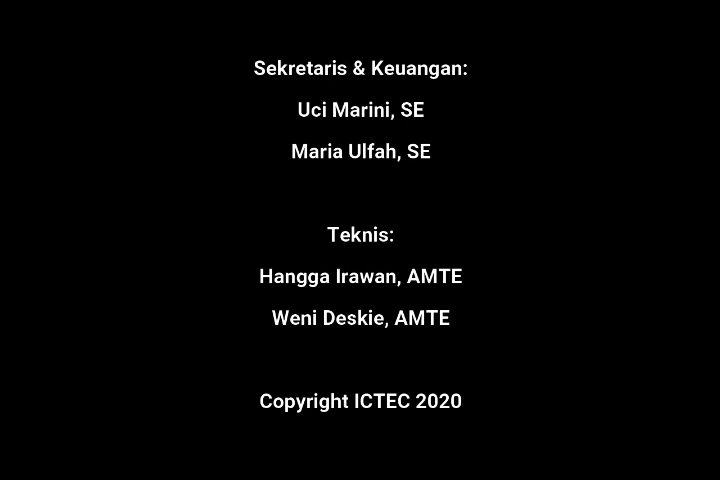 Sekretaris & Keuangan:
Uci Marini, SE
Maria Ulfah, SE
Teknis:
Hangga Irawan, AMTE
Weni Deskie, AMTE
Copyright ICTEC 2020